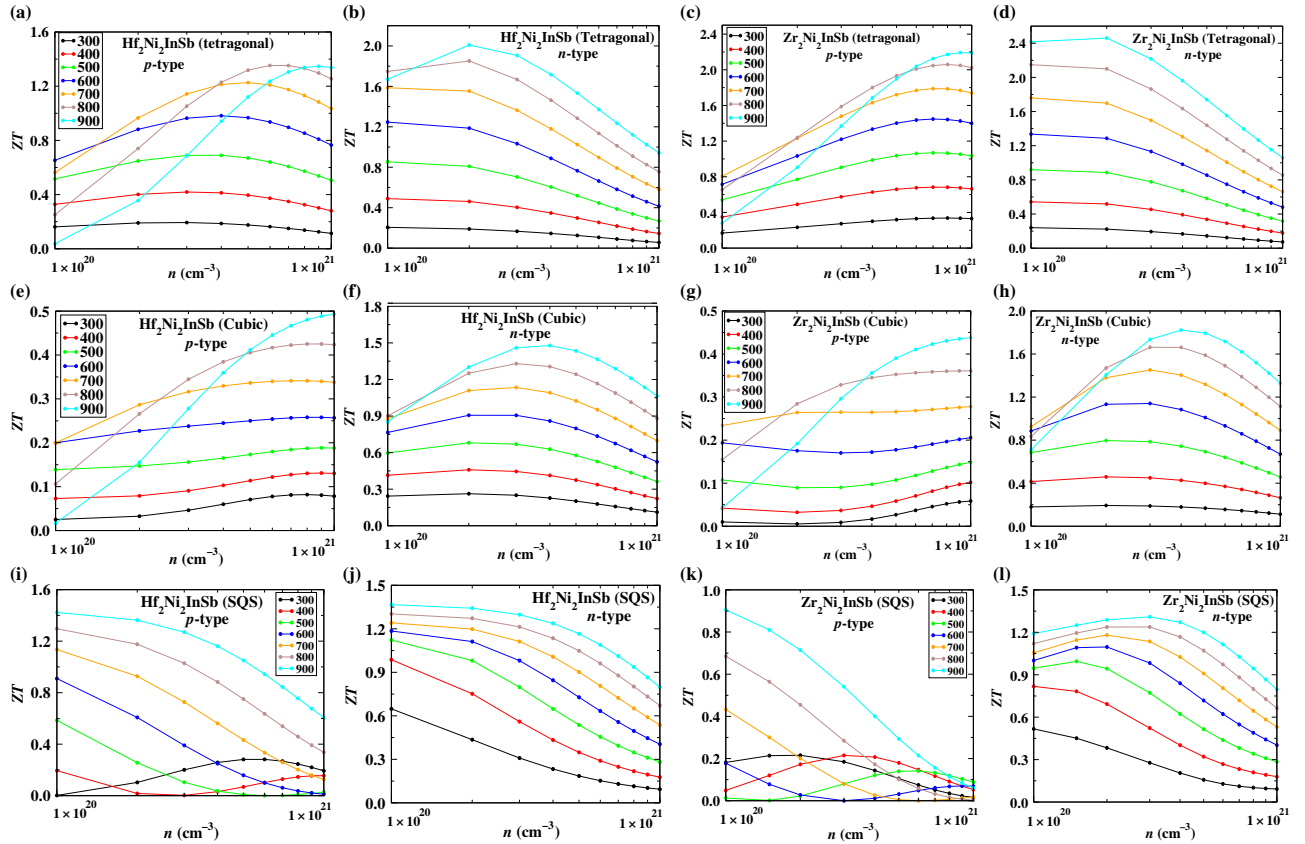 (a)
Hf2Ni2InSb (tetragonal)
p-type
300
400
500
600
700
800
900
1.6
1.2
0.8
0.4
0.0
ZT
1 × 10^20
1 × 10^21
n (cm^−3)
(b)
Hf2Ni2InSb (Tetragonal)
n-type
2.0
1.6
1.2
0.8
0.4
0.0
ZT
1 × 10^20
1 × 10^21
n (cm^−3)
(c)
Zr2Ni2InSb (tetragonal)
p-type
300
400
500
600
700
800
900
2.4
2.0
1.6
1.2
0.8
0.4
0.0
ZT
1 × 10^20
1 × 10^21
n (cm^−3)
(d)
Zr2Ni2InSb (Tetragonal)
n-type
2.4
2.0
1.6
1.2
0.8
0.4
0.0
ZT
1 × 10^20
1 × 10^21
n (cm^−3)
(e)
Hf2Ni2InSb (Cubic)
p-type
300
400
500
600
700
800
900
0.5
0.4
0.3
0.2
0.1
0.0
ZT
1 × 10^20
1 × 10^21
n (cm^−3)
(f)
Hf2Ni2InSb (Cubic)
n-type
1.8
1.5
1.2
0.9
0.6
0.3
0.0
ZT
1 × 10^20
1 × 10^21
n (cm^−3)
(g)
Zr2Ni2InSb (Cubic)
p-type
300
400
500
600
700
800
900
0.5
0.4
0.3
0.2
0.1
0.0
ZT
1 × 10^20
1 × 10^21
n (cm^−3)
(h)
Zr2Ni2InSb (Cubic)
n-type
2.0
1.6
1.2
0.8
0.4
0.0
ZT
1 × 10^20
1 × 10^21
n (cm^−3)
(i)
Hf2Ni2InSb (SQS)
p-type
300
400
500
600
700
800
900
1.6
1.2
0.8
0.4
0.0
ZT
1 × 10^20
1 × 10^21
n (cm^−3)
(j)
Hf2Ni2InSb (SQS)
n-type
1.5
1.2
0.9
0.6
0.3
0.0
ZT
1 × 10^20
1 × 10^21
n (cm^−3)
(k)
Zr2Ni2InSb (SQS)
p-type
300
400
500
600
700
800
900
1.0
0.8
0.6
0.4
0.2
0.0
ZT
1 × 10^20
1 × 10^21
n (cm^−3)
(l)
Zr2Ni2InSb (SQS)
n-type
1.5
1.2
0.9
0.6
0.3
0.0
ZT
1 × 10^20
1 × 10^21
n (cm^−3)